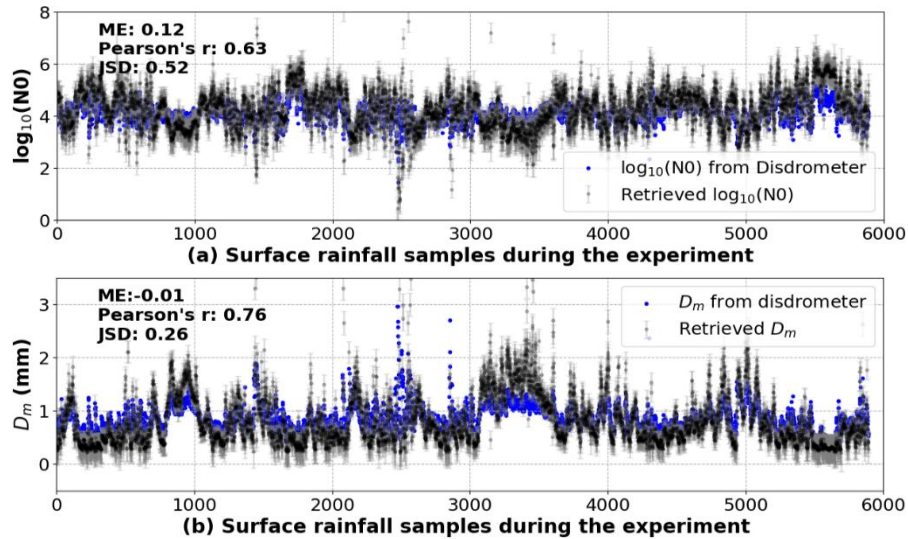 ME: 0.12
Pearson's r: 0.63
JSD: 0.52
8
6
4
2
0
log₁₀(N0)
log₁₀(N0) from Disdrometer
Retrieved log₁₀(N0)
0 1000 2000 3000 4000 5000 6000
(a) Surface rainfall samples during the experiment
ME:-0.01
Pearson's r: 0.76
JSD: 0.26
3
2
1
0
Dₘ (mm)
Dₘ from disdrometer
Retrieved Dₘ
0 1000 2000 3000 4000 5000 6000
(b) Surface rainfall samples during the experiment